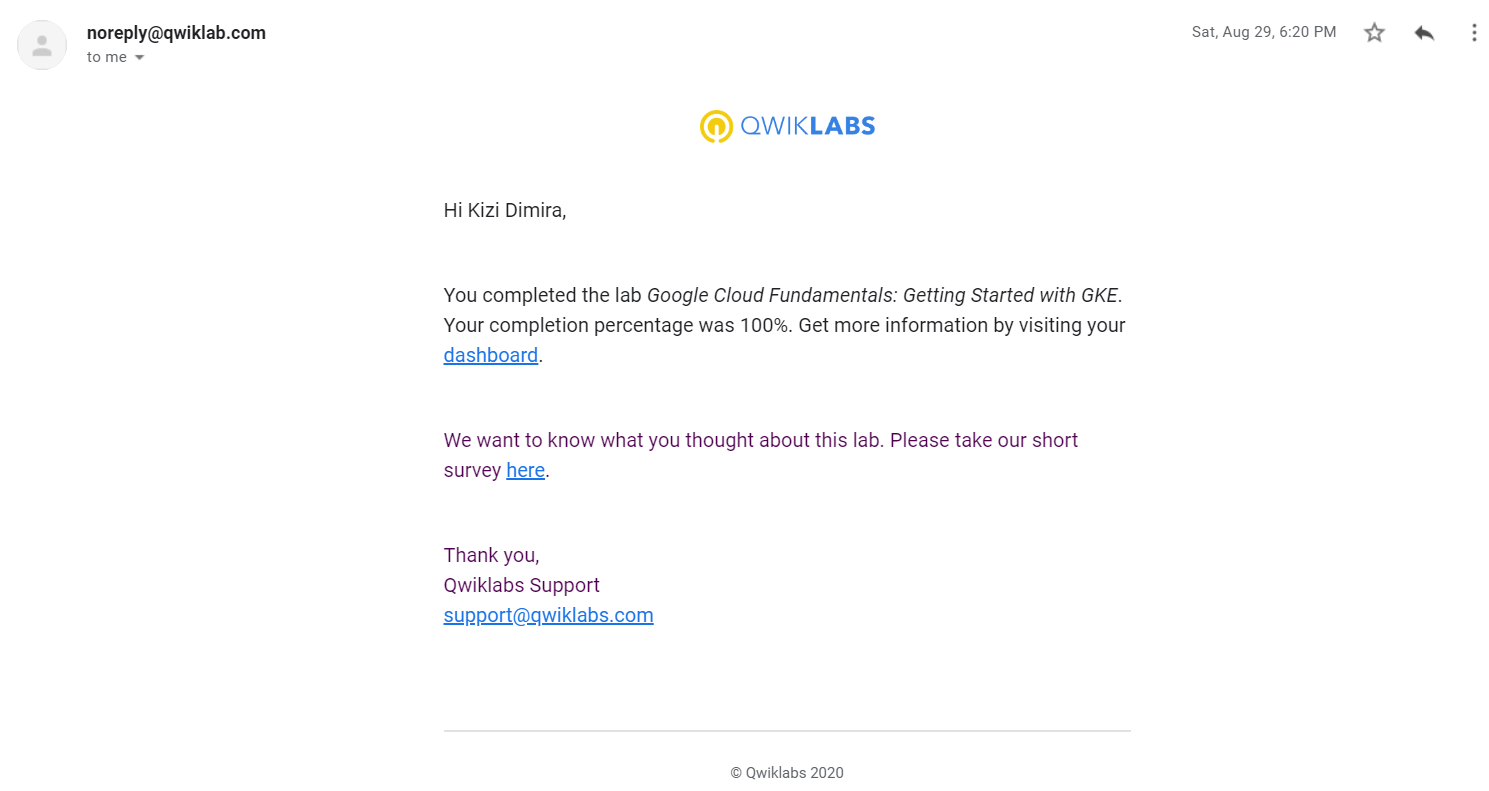 noreply@qwiklab.com
Sat, Aug 29, 6:20 PM
to me
QWIKLABS
Hi Kizi Dimira,
You completed the lab Google Cloud Fundamentals: Getting Started with GKE.
Your completion percentage was 100%. Get more information by visiting your
dashboard.
We want to know what you thought about this lab. Please take our short
survey here.
Thank you,
Qwiklabs Support
support@qwiklabs.com
© Qwiklabs 2020